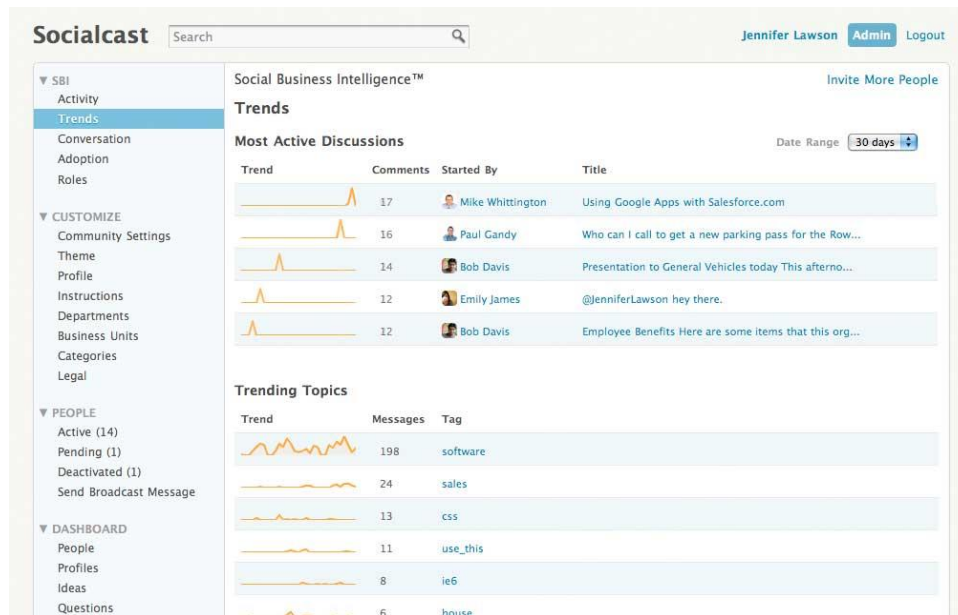 Socialcast
Search
Jennifer Lawson Admin Logout
▼ SBI
Activity
Trends
Conversation
Adoption
Roles
▼ CUSTOMIZE
Community Settings
Theme
Profile
Instructions
Departments
Business Units
Categories
Legal
▼ PEOPLE
Active (14)
Pending (1)
Deactivated (1)
Send Broadcast Message
▼ DASHBOARD
People
Profiles
Ideas
Questions
Social Business Intelligence™
Invite More People
Trends
Most Active Discussions
Date Range 30 days
Trend Comments Started By Title
17 Mike Whittington Using Google Apps with Salesforce.com
16 Paul Gandy Who can I call to get a new parking pass for the Row...
14 Bob Davis Presentation to General Vehicles today This afterno...
12 Emily James @JenniferLawson hey there.
12 Bob Davis Employee Benefits Here are some items that this org...
Trending Topics
Trend Messages Tag
198 software
24 sales
13 css
11 use_this
8 ie6
6 house